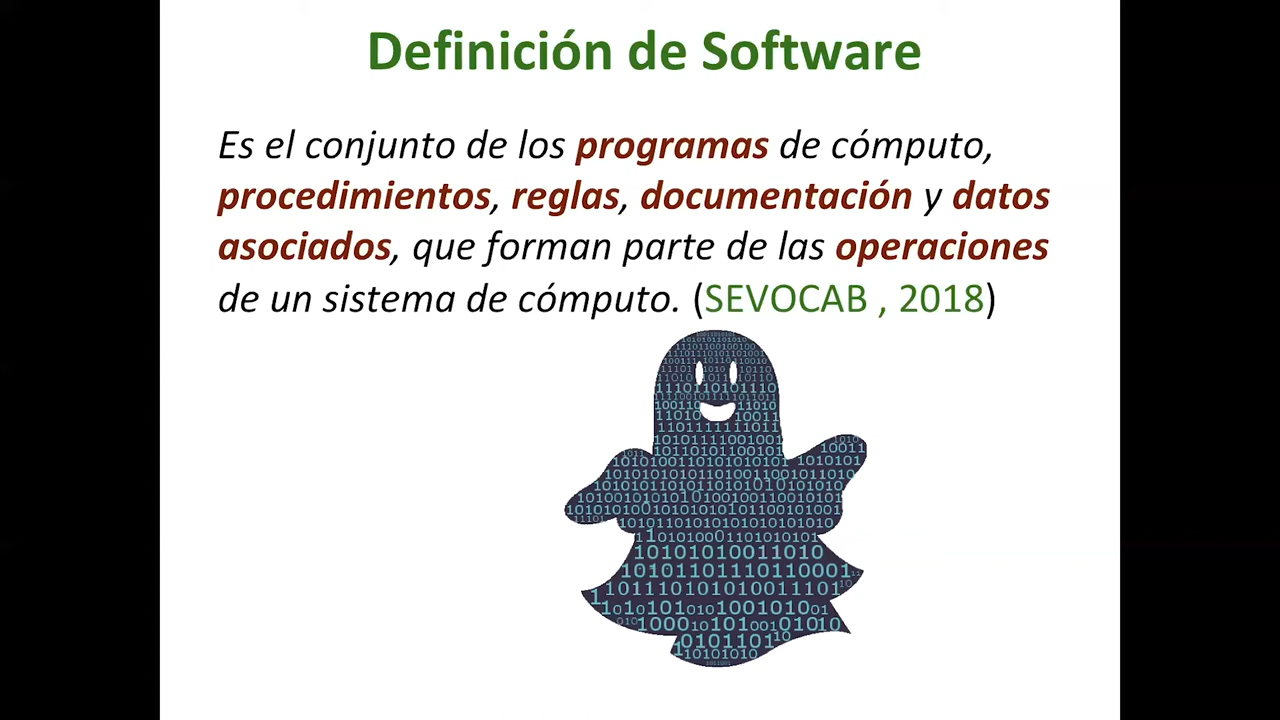 Definición de Software
Es el conjunto de los programas de cómputo,
procedimientos, reglas, documentación y datos
asociados, que forman parte de las operaciones
de un sistema de cómputo. (SEVOCAB , 2018)